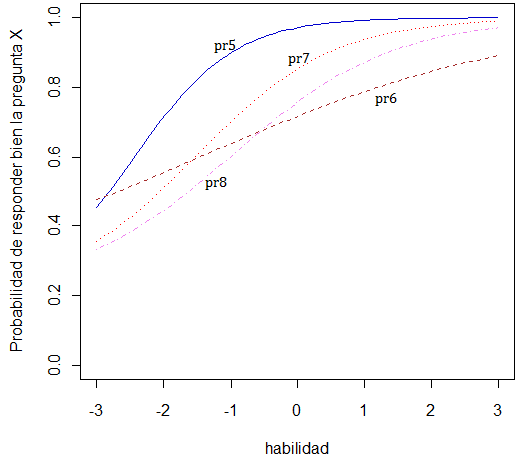 Probabilidad de responder bien la pregunta X
1.0
0.8
0.6
0.4
0.2
0.0
pr5
pr7
pr6
pr8
-3
-2
-1
0
1
2
3
habilidad